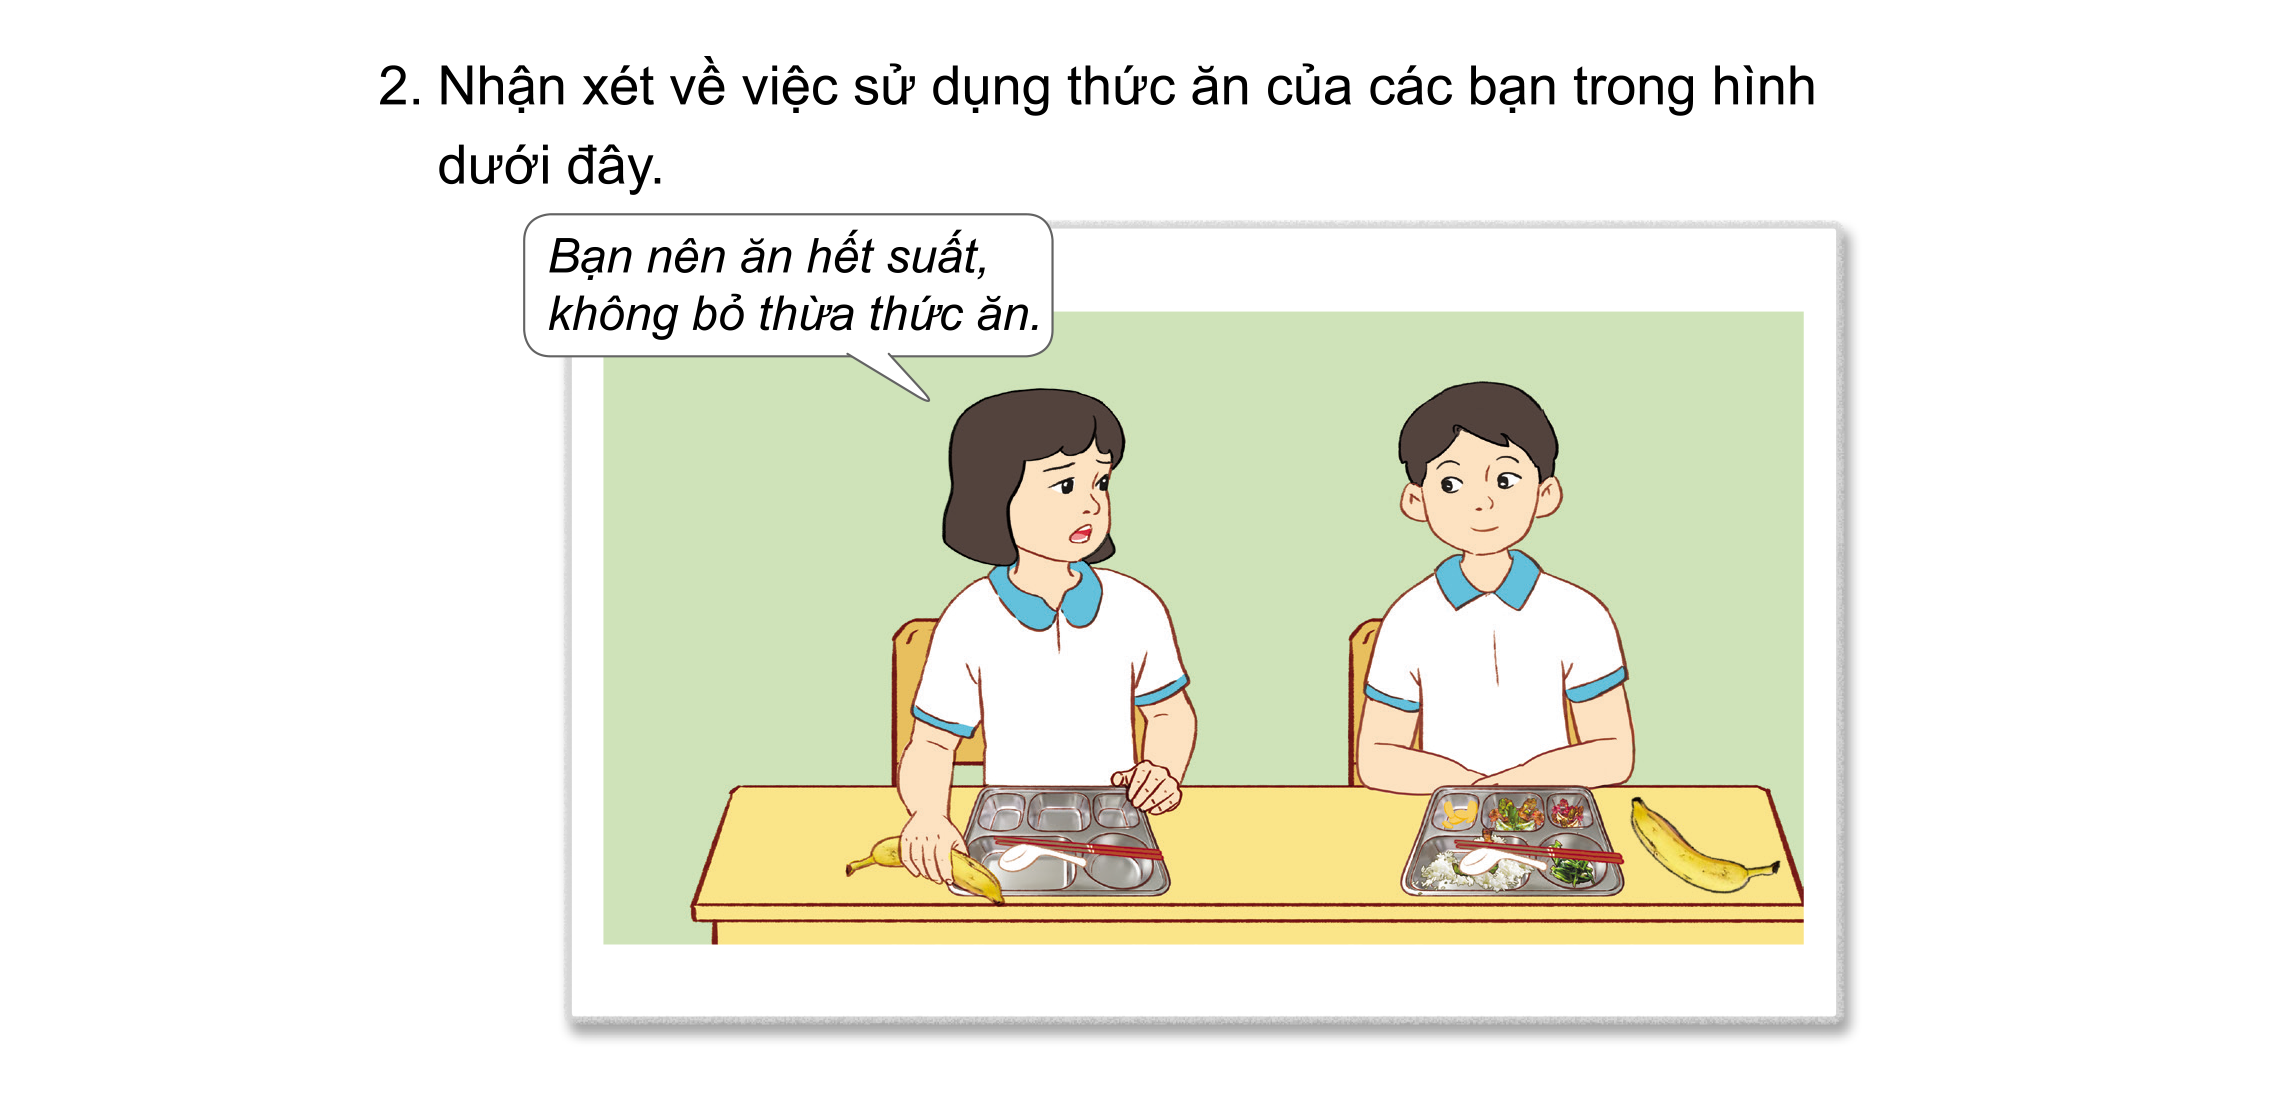 2. Nhận xét về việc sử dụng thức ăn của các bạn trong hình
dưới đây.
Bạn nên ăn hết suất,
không bỏ thừa thức ăn.